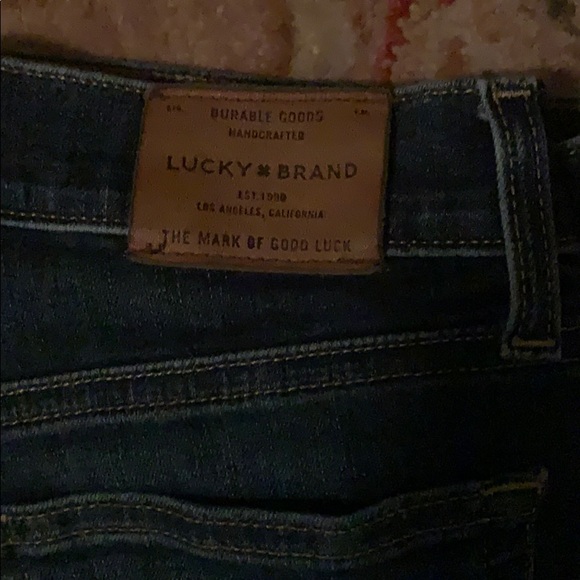 DURABLE GOODS
HANDCRAFTED
LUCKY BRAND
EST.1990
LOS ANGELES, CALIFORNIA
THE MARK OF GOOD LUCK